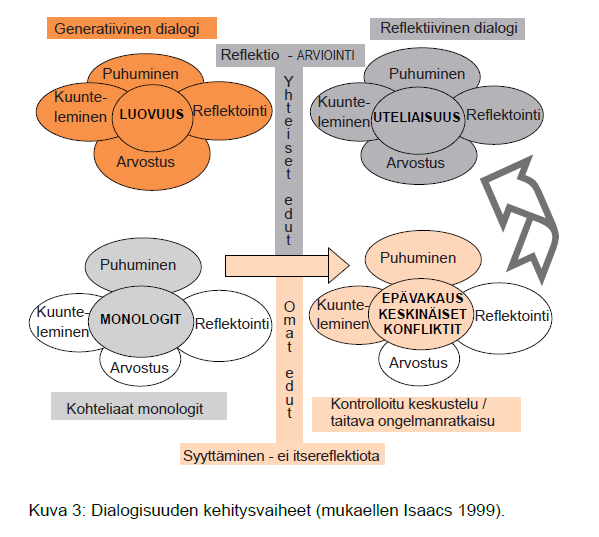 Generatiivinen dialogi
Puhuminen
Kuunte-
leminen
LUOVUUS
Reflektointi
Arvostus
Reflektio - ARVIOINTI
Yhteiset edut
Omat edut
Reflektiivinen dialogi
Puhuminen
Kuunte-
leminen
UTELIAISUUS
Reflektointi
Arvostus
Puhuminen
Kuunte-
leminen
MONOLOGIT
Reflektointi
Arvostus
Kohteliaat monologit
Puhuminen
Kuunte-
leminen
EPÄVAKAUS
KESKINÄISET
KONFLIKTIT
Reflektointi
Arvostus
Kontrolloitu keskustelu /
taitava ongelmanratkaisu
Syyttäminen - ei itsereflektiota
Kuva 3: Dialogisuuden kehitysvaiheet (mukaellen Isaacs 1999).